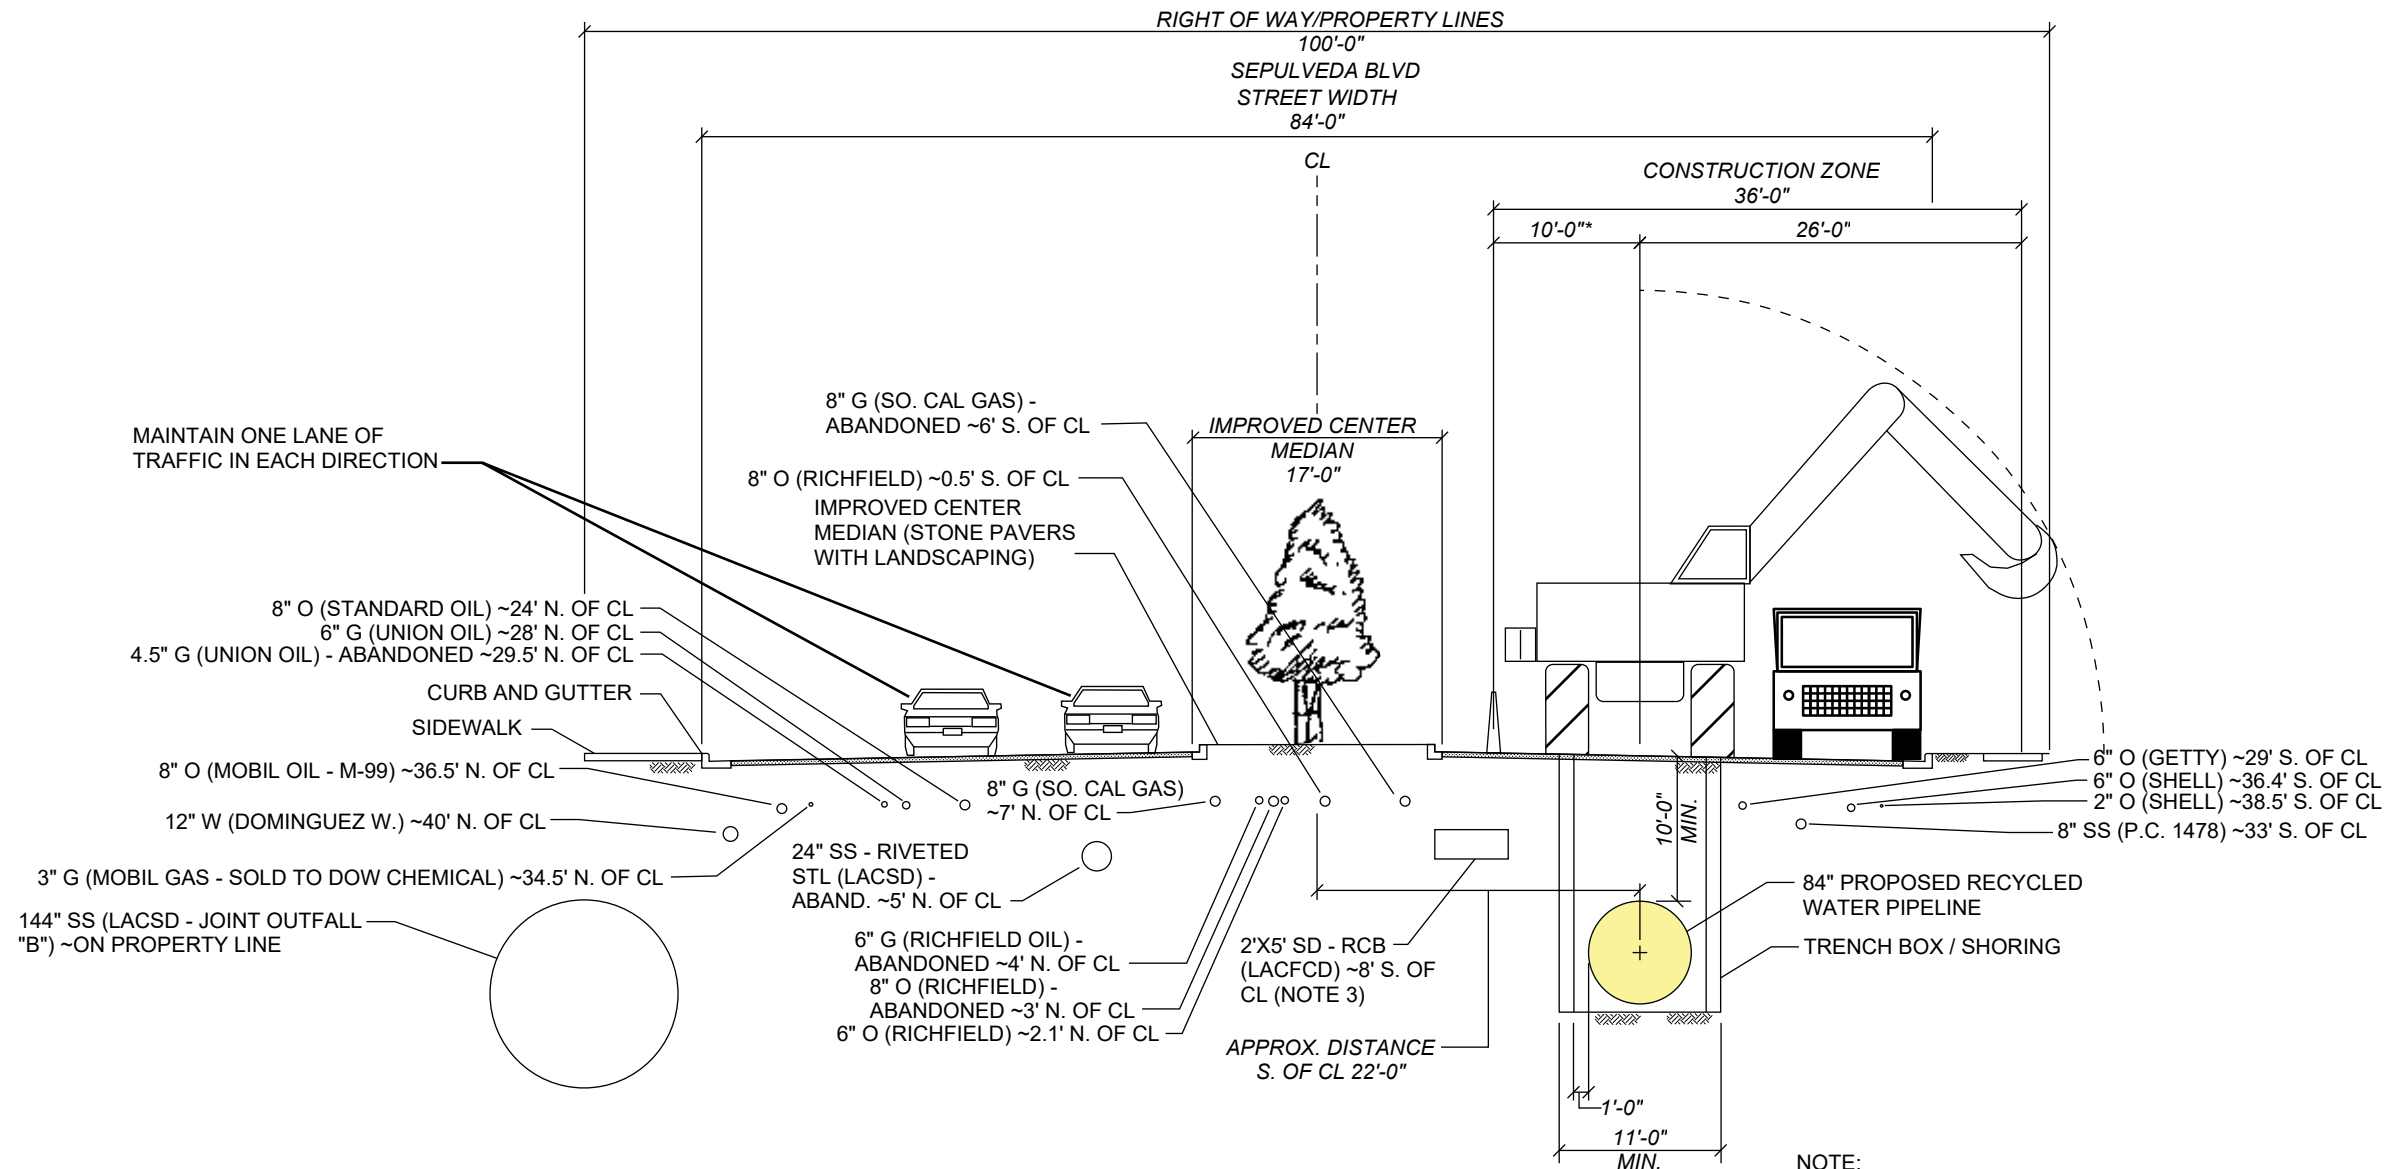 RIGHT OF WAY/PROPERTY LINES
100'-0"
SEPULVEDA BLVD
STREET WIDTH
84'-0"
CL
CONSTRUCTION ZONE
36'-0"
10'-0"*
26'-0"
8" G (SO. CAL GAS) -
ABANDONED ~6' S. OF CL
IMPROVED CENTER
MEDIAN
17'-0"
MAINTAIN ONE LANE OF
TRAFFIC IN EACH DIRECTION
8" O (RICHFIELD) ~0.5' S. OF CL
IMPROVED CENTER
MEDIAN (STONE PAVERS
WITH LANDSCAPING)
8" O (STANDARD OIL) ~24' N. OF CL
6" G (UNION OIL) ~28' N. OF CL
4.5" G (UNION OIL) - ABANDONED ~29.5' N. OF CL
CURB AND GUTTER
SIDEWALK
8" O (MOBIL OIL - M-99) ~36.5' N. OF CL
12" W (DOMINGUEZ W.) ~40' N. OF CL
3" G (MOBIL GAS - SOLD TO DOW CHEMICAL) ~34.5' N. OF CL
144" SS (LACSD - JOINT OUTFALL
"B") ~ON PROPERTY LINE
8" G (SO. CAL GAS)
~7' N. OF CL
24" SS - RIVETED
STL (LACSD) -
ABAND. ~5' N. OF CL
6" G (RICHFIELD OIL) -
ABANDONED ~4' N. OF CL
8" O (RICHFIELD) -
ABANDONED ~3' N. OF CL
6" O (RICHFIELD) ~2.1' N. OF CL
2'X5' SD - RCB
(LACFCD) ~8' S. OF
CL (NOTE 3)
APPROX. DISTANCE
S. OF CL 22'-0"
10'-0"
MIN.
6" O (GETTY) ~29' S. OF CL
6" O (SHELL) ~36.4' S. OF CL
2" O (SHELL) ~38.5' S. OF CL
8" SS (P.C. 1478) ~33' S. OF CL
84" PROPOSED RECYCLED
WATER PIPELINE
TRENCH BOX / SHORING
1'-0"
11'-0"
MIN.
NOTE: